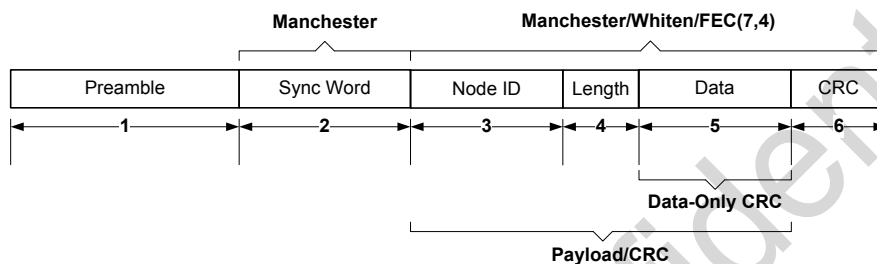 Manchester
Manchester/Whiten/FEC(7,4)
Preamble
Sync Word
Node ID
Length
Data
CRC
1
2
3
4
5
6
Data-Only CRC
Payload/CRC
fident